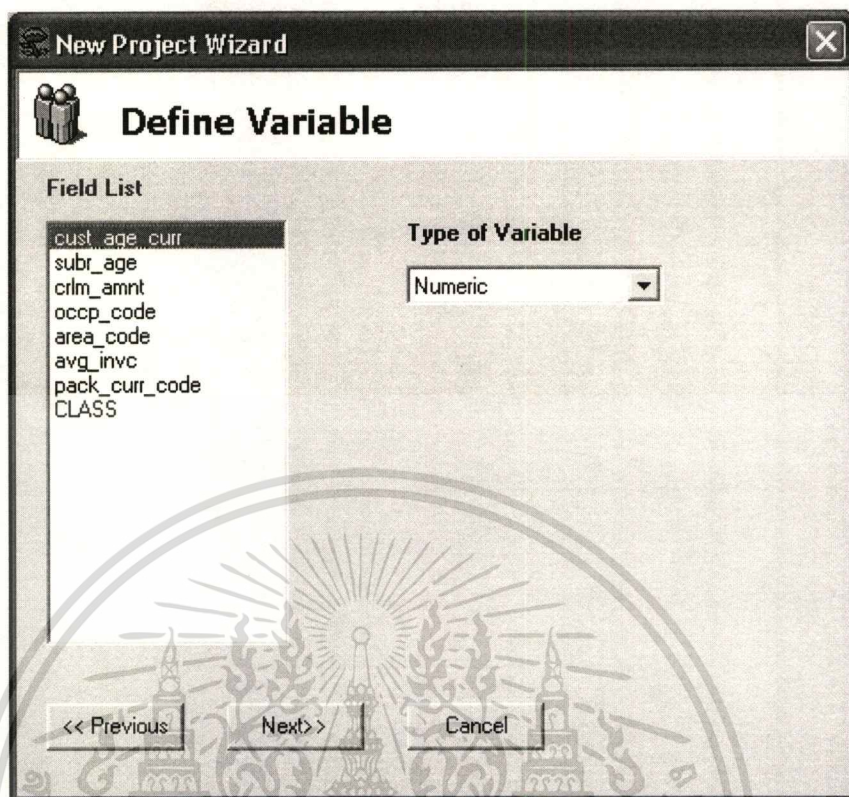 New Project Wizard
Define Variable
Field List
cust_age_curr
subr_age
crlm_amnt
occp_code
area_code
avg_invc
pack_curr_code
CLASS
Type of Variable
Numeric
<< Previous
Next>>
Cancel